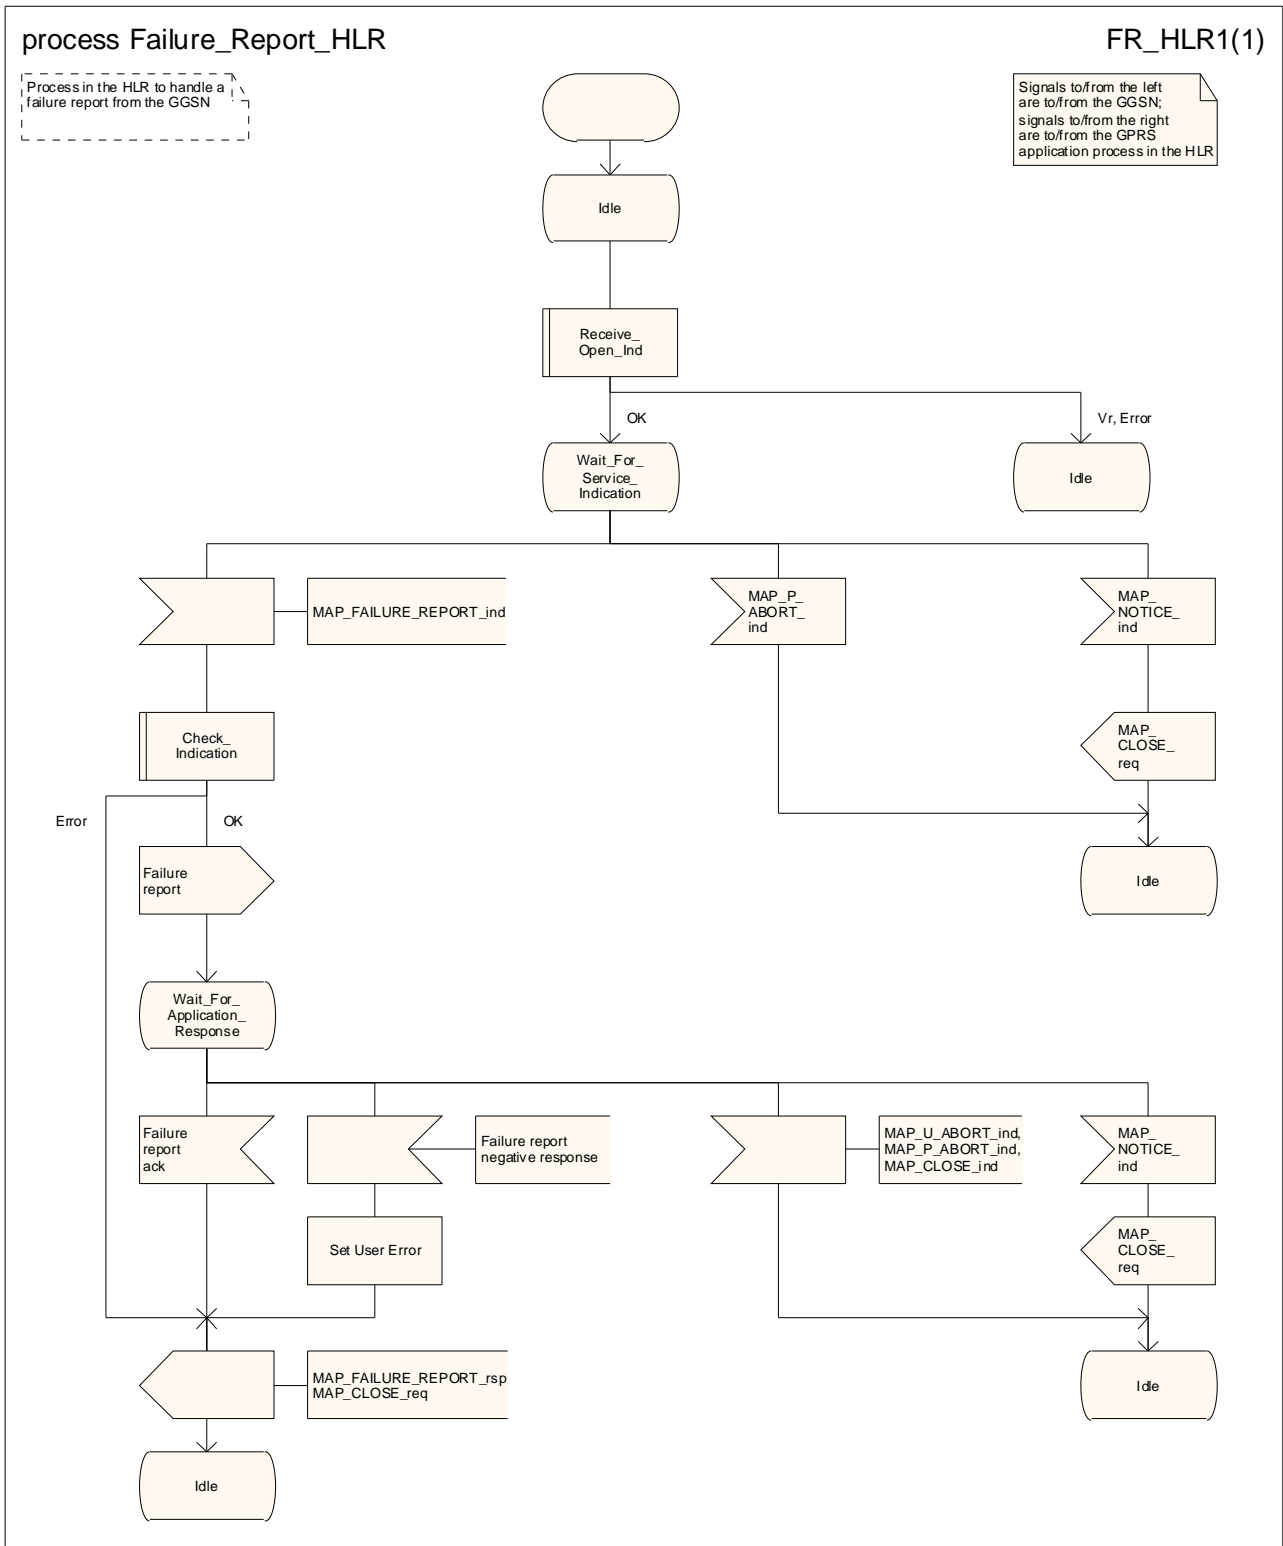 process Failure_Report_HLR
FR_HLR1(1)
Process in the HLR to handle a
failure report from the GGSN
Signals to/from the left
are to/from the GGSN;
signals to/from the right
are to/from the GPRS
application process in the HLR
Idle
Receive_
Open_Ind
OK
Vr, Error
Wait_For_
Service_
Indication
Idle
MAP_FAILURE_REPORT_ind
MAP_P_
ABORT_
ind
MAP_
NOTICE_
ind
Check_
Indication
MAP_
CLOSE_
req
Error
OK
Failure
report
Idle
Wait_For_
Application_
Response
Failure
report
ack
Failure report
negative response
MAP_U_ABORT_ind,
MAP_P_ABORT_ind,
MAP_CLOSE_ind
MAP_
NOTICE_
ind
Set User Error
MAP_
CLOSE_
req
MAP_FAILURE_REPORT_rsp
MAP_CLOSE_req
Idle
Idle